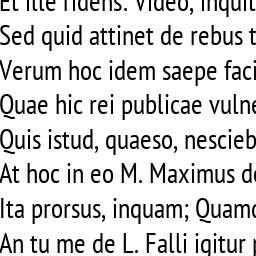 Et ille ridens: Video, inquit
Sed quid attinet de rebus t
Verum hoc idem saepe faci
Quae hic rei publicae vulne
Quis istud, quaeso, nescieb
At hoc in eo M. Maximus de
Ita prorsus, inquam; Quamo
An tu me de L. Falli igitur p